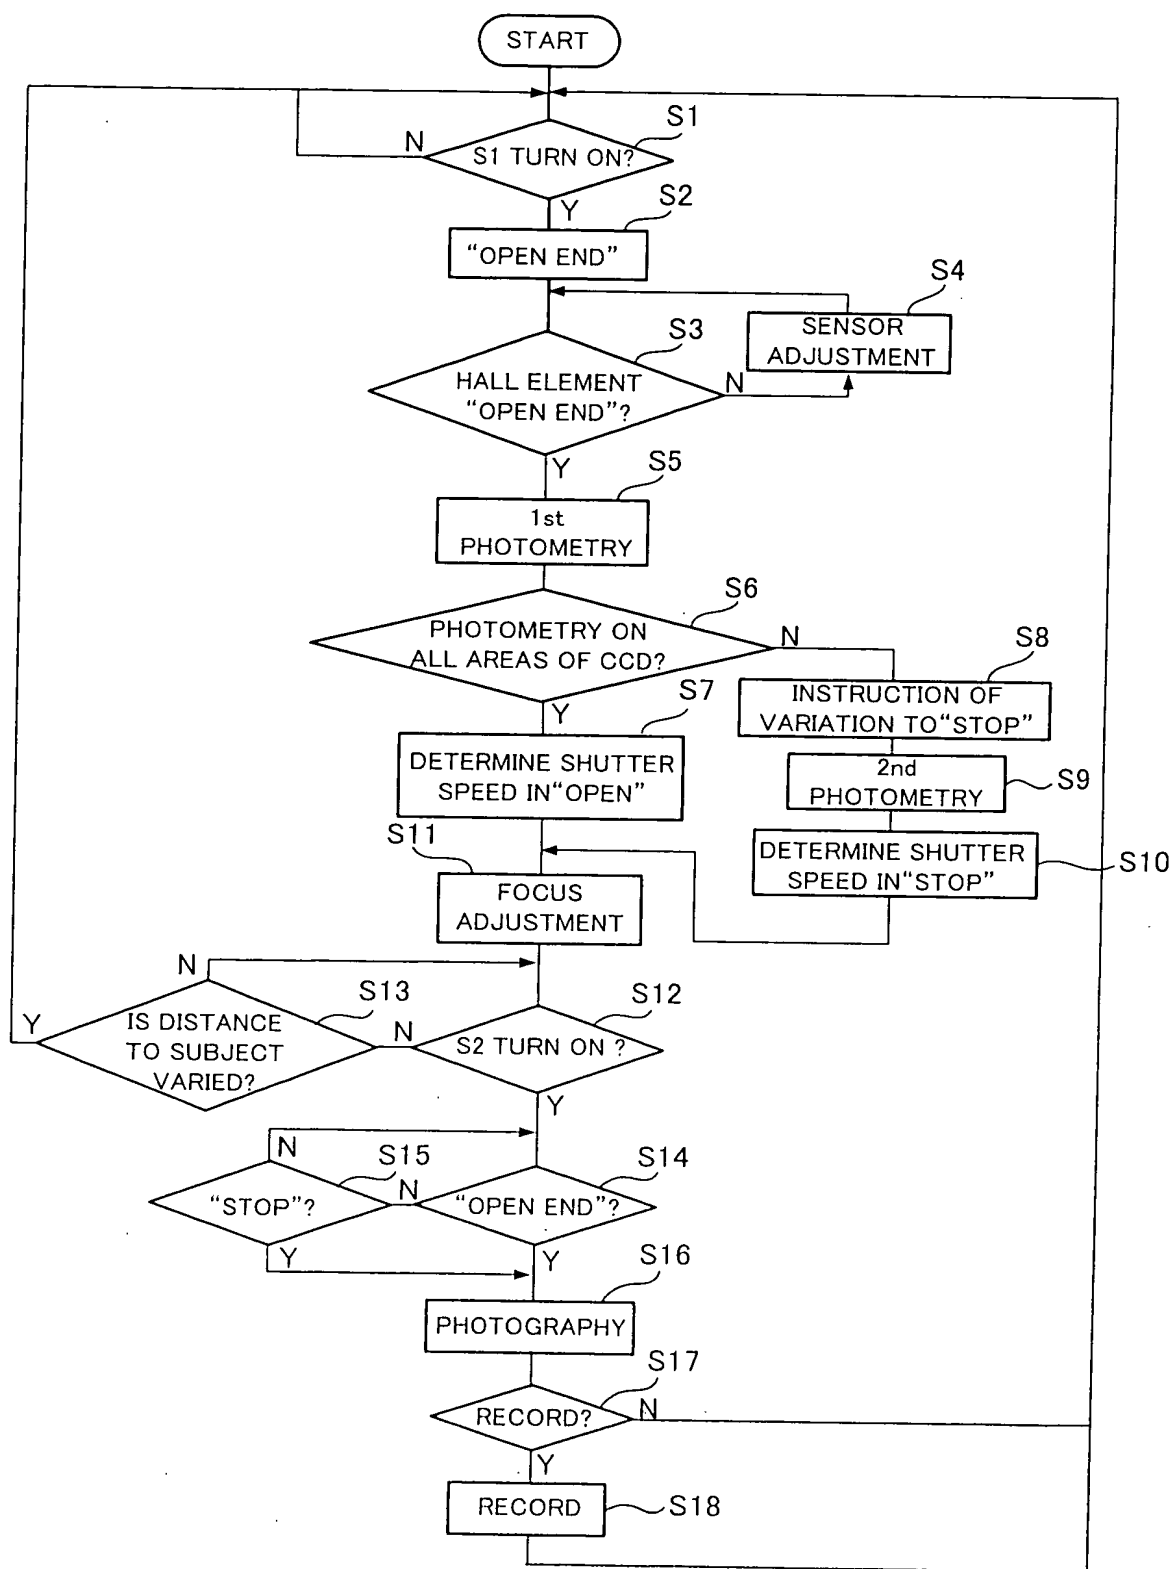 START
S1
N
S1 TURN ON?
Y
S2
“OPEN END”
S4
SENSOR
ADJUSTMENT
S3
HALL ELEMENT
“OPEN END”?
N
Y
S5
1st
PHOTOMETRY
S6
PHOTOMETRY ON
ALL AREAS OF CCD?
N
Y
S8
INSTRUCTION OF
VARIATION TO“STOP”
S7
DETERMINE SHUTTER
SPEED IN“OPEN”
2nd
PHOTOMETRY
S9
S11
DETERMINE SHUTTER
SPEED IN“STOP”
S10
FOCUS
ADJUSTMENT
N
S13
S12
Y
IS DISTANCE
TO SUBJECT
VARIED?
N
S2 TURN ON ?
Y
N
S15
S14
“STOP”?
N
“OPEN END”?
Y
Y
S16
PHOTOGRAPHY
S17
RECORD?
N
Y
RECORD
S18